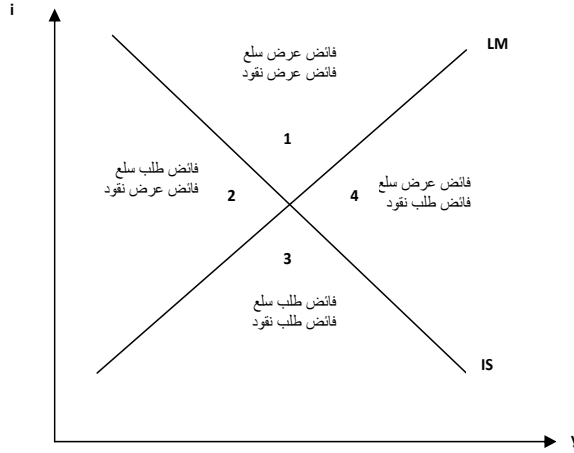 i
فائض عرض سلع
فائض عرض نقود
LM
1
فائض طلب سلع
فائض عرض نقود
2
4
فائض عرض سلع
فائض طلب نقود
3
فائض طلب سلع
فائض طلب نقود
IS
y